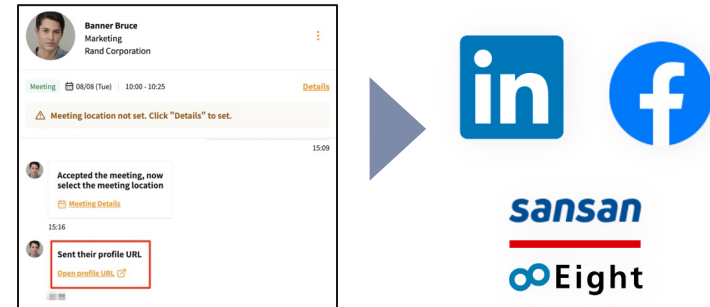 Banner Bruce
Marketing
Rand Corporation
Meeting 08/08 (Tue) 10:00 - 10:25 Details
Meeting location not set. Click "Details" to set.
15:09
Accepted the meeting, now
select the meeting location
Meeting Details
15:16
Sent their profile URL
Open profile URL
in
f
sansan
Eight